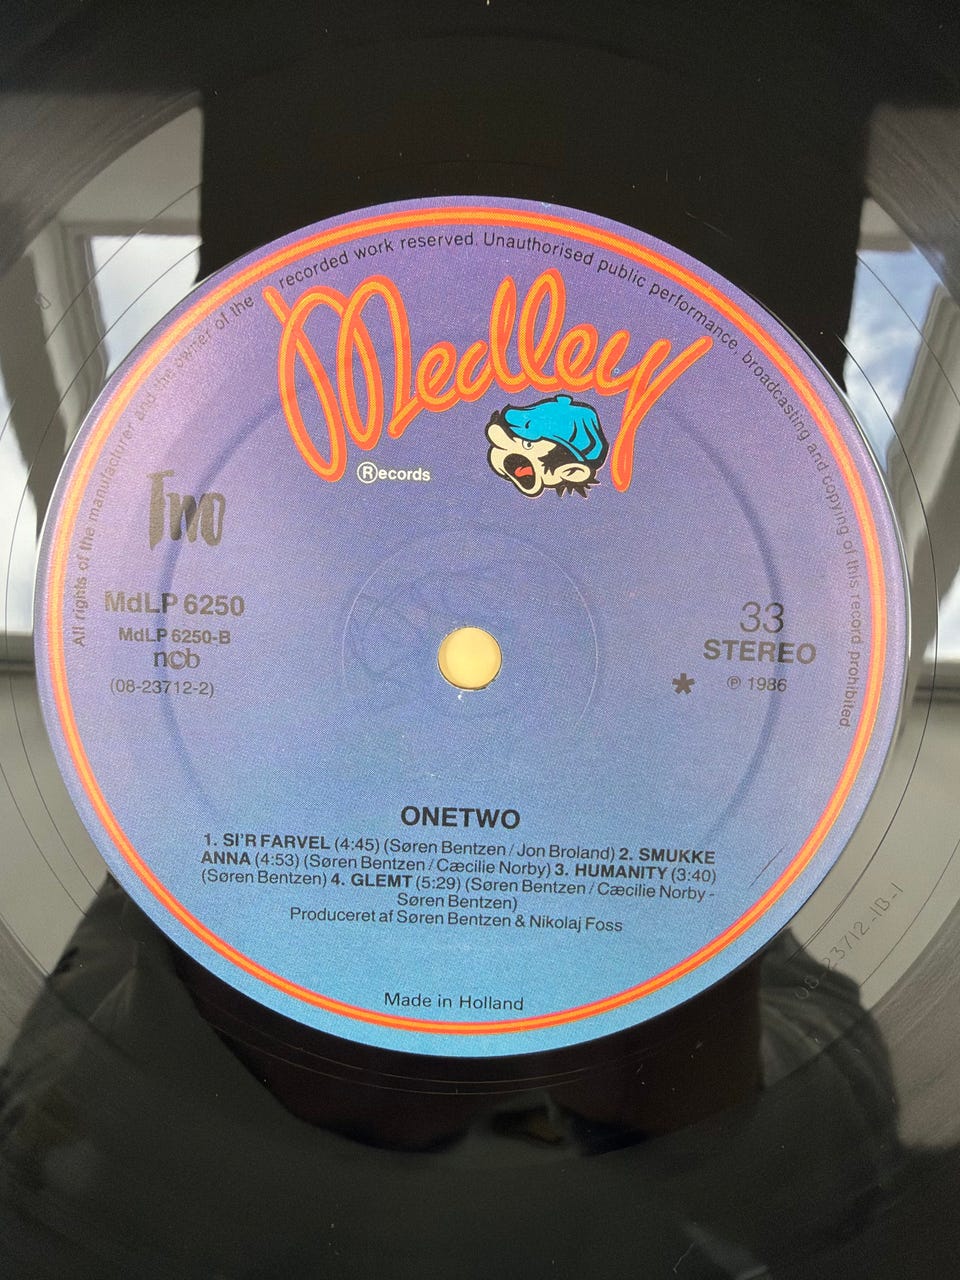 All rights of the manufacturer and the owner of the recorded work reserved. Unauthorised public performance, broadcasting and copying of this record prohibited
Medley
Ⓡecords
Two
MdLP 6250
MdLP 6250-B
ncb
(08-23712-2)
33
STEREO
* ℗ 1986
ONETWO
1. SI'R FARVEL (4:45) (Søren Bentzen / Jon Broland) 2. SMUKKE
ANNA (4:53) (Søren Bentzen / Cæcilie Norby) 3. HUMANITY (3:40)
(Søren Bentzen) 4. GLEMT (5:29) (Søren Bentzen / Cæcilie Norby -
Søren Bentzen)
Produceret af Søren Bentzen & Nikolaj Foss
Made in Holland
08-23712-1B-1